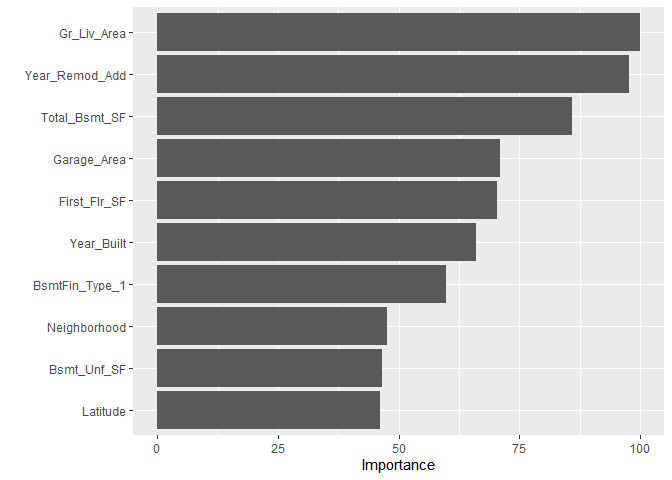 Gr_Liv_Area
Year_Remod_Add
Total_Bsmt_SF
Garage_Area
First_Flr_SF
Year_Built
BsmtFin_Type_1
Neighborhood
Bsmt_Unf_SF
Latitude
0 25 50 75 100
Importance